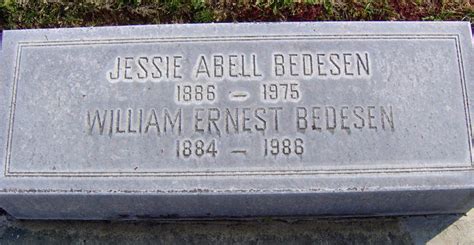 JESSIE ABELL BEDESEN
1886 – 1975
WILLIAM ERNEST BEDESEN
1884 – 1986